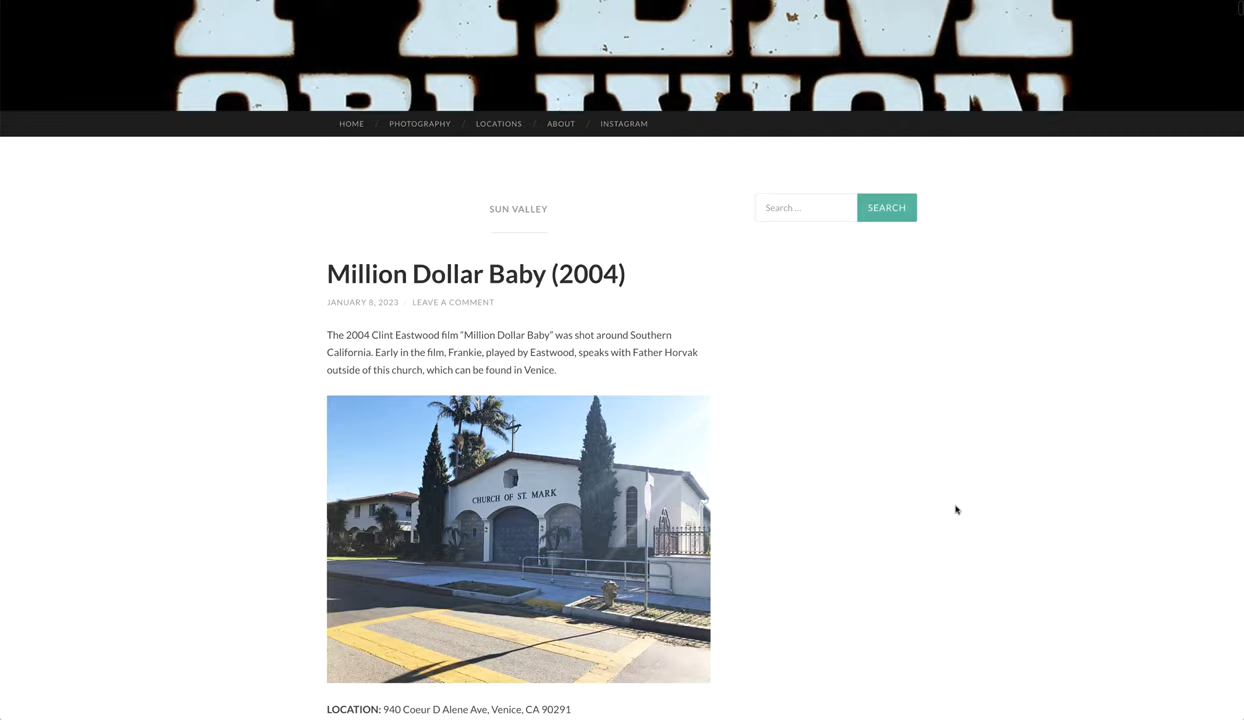 FILM
OBLIVION
HOME / PHOTOGRAPHY / LOCATIONS / ABOUT / INSTAGRAM
SUN VALLEY
Search …
SEARCH
Million Dollar Baby (2004)
JANUARY 8, 2023 / LEAVE A COMMENT
The 2004 Clint Eastwood film “Million Dollar Baby” was shot around Southern
California. Early in the film, Frankie, played by Eastwood, speaks with Father Horvak
outside of this church, which can be found in Venice.
CHURCH OF ST. MARK
LOCATION: 940 Coeur D Alene Ave, Venice, CA 90291